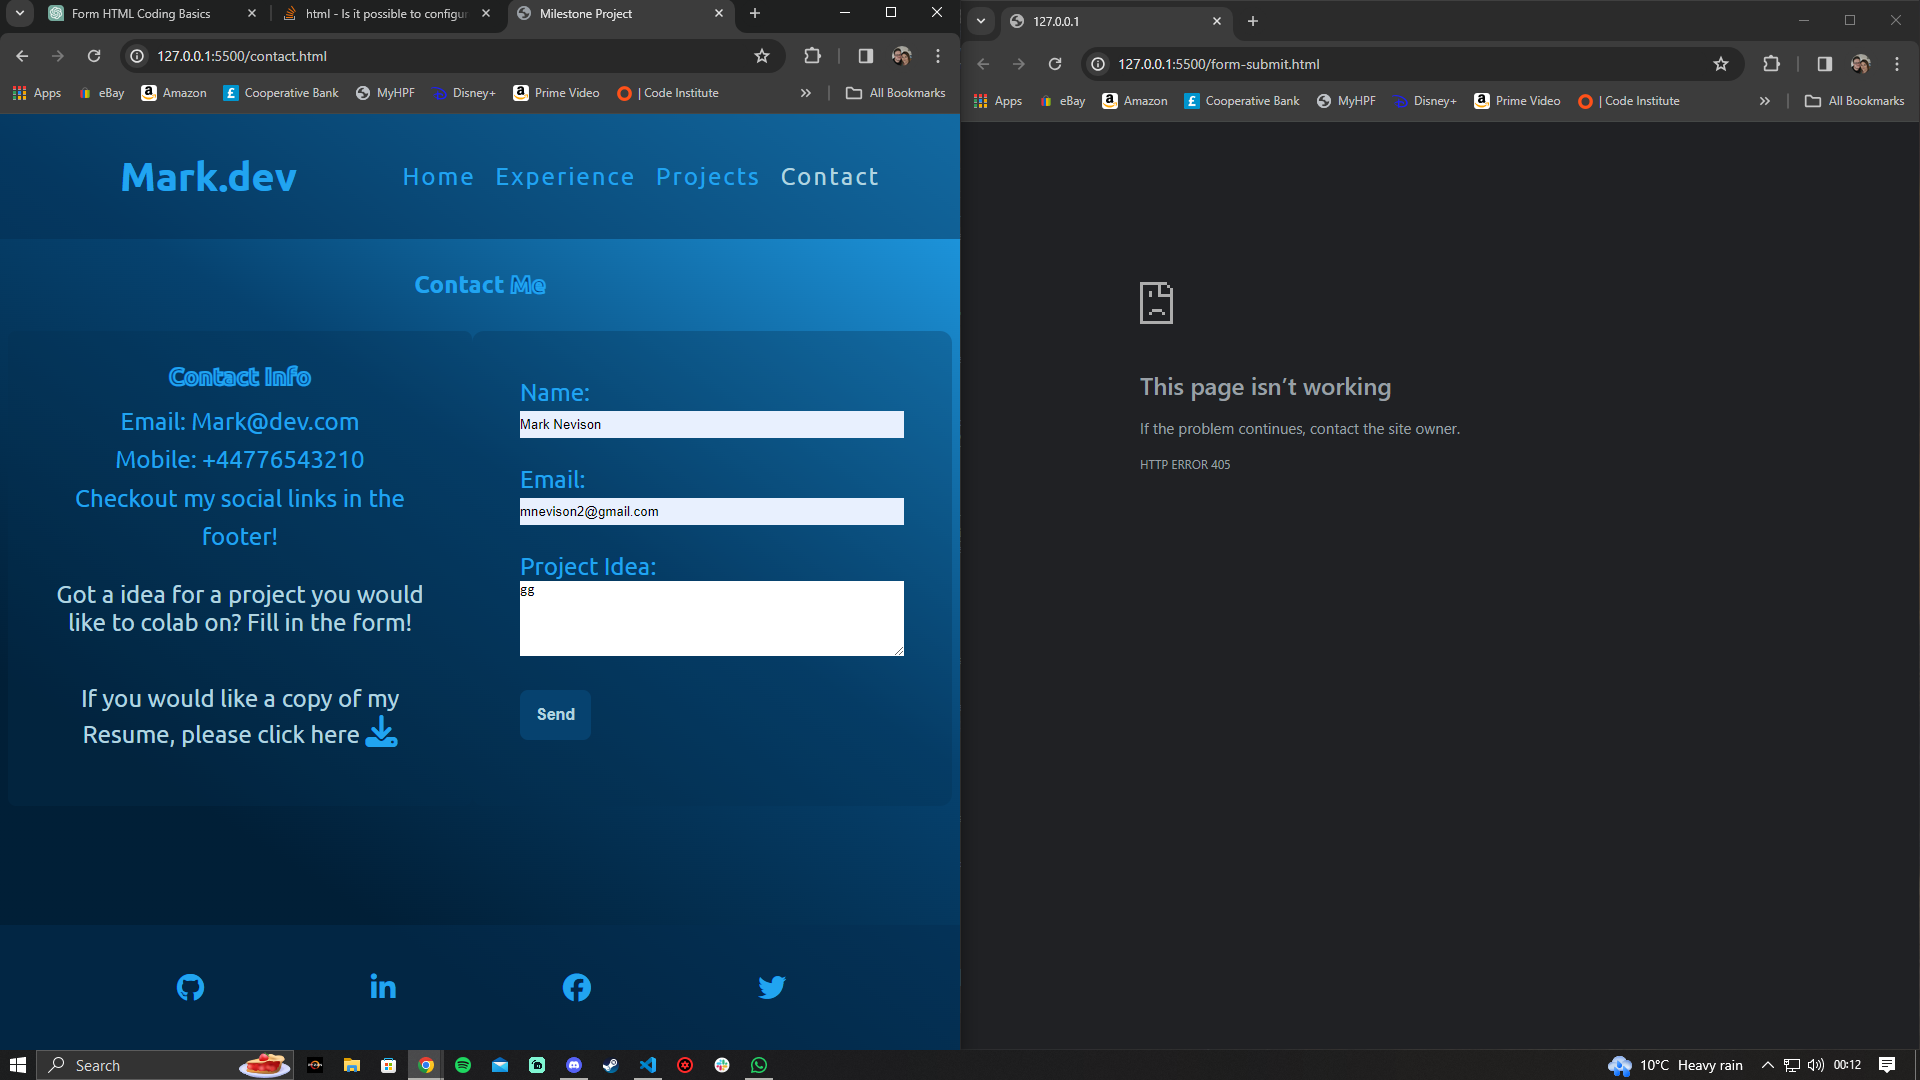 Form HTML Coding Basics
html - Is it possible to configur
Milestone Project
127.0.0.1:5500/contact.html
Apps
eBay
Amazon
Cooperative Bank
MyHPF
Disney+
Prime Video
| Code Institute
All Bookmarks
Mark.dev
Home
Experience
Projects
Contact
Contact Me
Contact Info
Email: Mark@dev.com
Mobile: +44776543210
Checkout my social links in the
footer!
Got a idea for a project you would
like to colab on? Fill in the form!
If you would like a copy of my
Resume, please click here
Name:
Mark Nevison
Email:
mnevison2@gmail.com
Project Idea:
gg
Send
127.0.0.1
127.0.0.1:5500/form-submit.html
Apps
eBay
Amazon
Cooperative Bank
MyHPF
Disney+
Prime Video
| Code Institute
All Bookmarks
This page isn’t working
If the problem continues, contact the site owner.
HTTP ERROR 405
Search
10°C Heavy rain
00:12